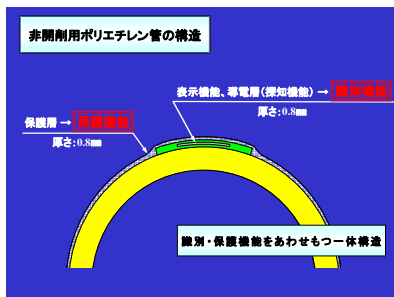 非開削用ポリエチレン管の構造
表示機能、導電層(探知機能) → 識別機能
厚さ:0.8㎜
保護層 → 保護機能
厚さ:0.8㎜
識別・保護機能をあわせもつ一体構造